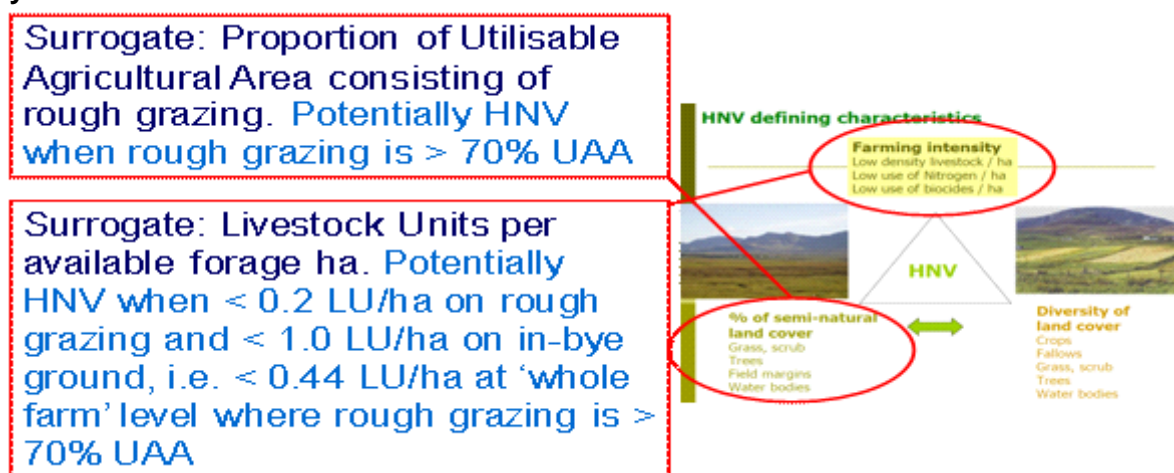 Surrogate: Proportion of Utilisable
Agricultural Area consisting of
rough grazing. Potentially HNV
when rough grazing is > 70% UAA
Surrogate: Livestock Units per
available forage ha. Potentially
HNV when < 0.2 LU/ha on rough
grazing and < 1.0 LU/ha on in-bye
ground, i.e. < 0.44 LU/ha at ‘whole
farm’ level where rough grazing is >
70% UAA
HNV defining characteristics
Farming intensity
Low density livestock / ha
Low use of Nitrogen / ha
Low use of biocides / ha
HNV
% of semi-natural
land cover
Grass, scrub
Trees
Field margins
Water bodies
Diversity of
land cover
Crops
Fallows
Grass, scrub
Trees
Water bodies